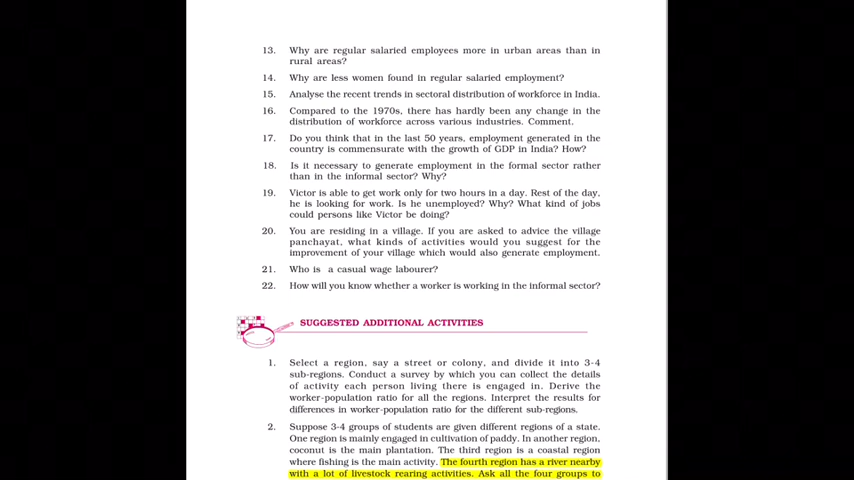 13. Why are regular salaried employees more in urban areas than in
rural areas?
14. Why are less women found in regular salaried employment?
15. Analyse the recent trends in sectoral distribution of workforce in India.
16. Compared to the 1970s, there has hardly been any change in the
distribution of workforce across various industries. Comment.
17. Do you think that in the last 50 years, employment generated in the
country is commensurate with the growth of GDP in India? How?
18. Is it necessary to generate employment in the formal sector rather
than in the informal sector? Why?
19. Victor is able to get work only for two hours in a day. Rest of the day,
he is looking for work. Is he unemployed? Why? What kind of jobs
could persons like Victor be doing?
20. You are residing in a village. If you are asked to advice the village
panchayat, what kinds of activities would you suggest for the
improvement of your village which would also generate employment.
21. Who is a casual wage labourer?
22. How will you know whether a worker is working in the informal sector?
SUGGESTED ADDITIONAL ACTIVITIES
1. Select a region, say a street or colony, and divide it into 3-4
sub-regions. Conduct a survey by which you can collect the details
of activity each person living there is engaged in. Derive the
worker-population ratio for all the regions. Interpret the results for
differences in worker-population ratio for the different sub-regions.
2. Suppose 3-4 groups of students are given different regions of a state.
One region is mainly engaged in cultivation of paddy. In another region,
coconut is the main plantation. The third region is a coastal region
where fishing is the main activity. The fourth region has a river nearby
with a lot of livestock rearing activities. Ask all the four groups to